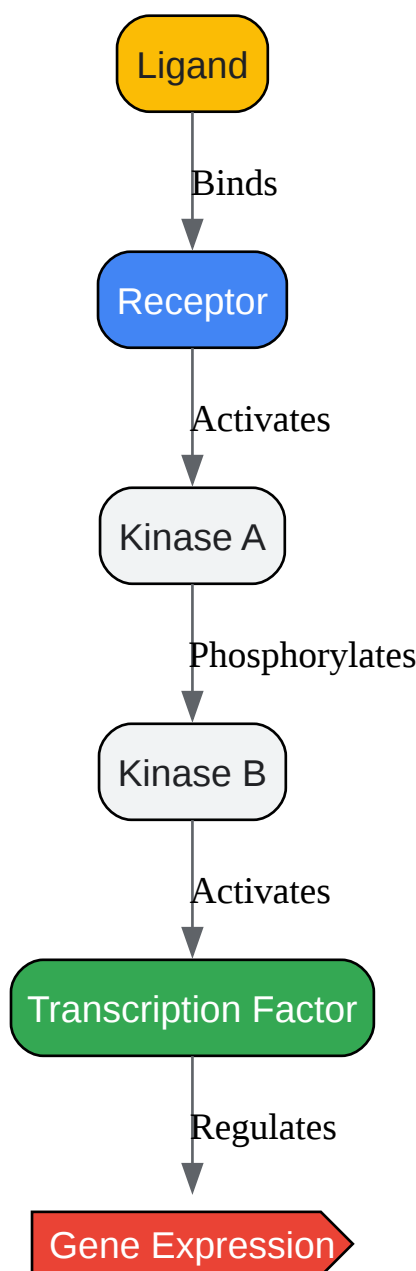 Ligand
Binds
Receptor
Activates
Kinase A
Phosphorylates
Kinase B
Activates
Transcription Factor
Regulates
Gene Expression